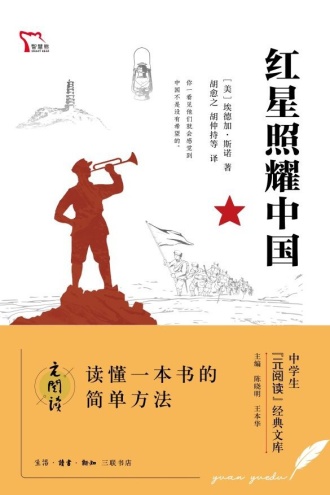 智慧熊
SMART BEAR
红星照耀中国
[美] 埃德加·斯诺 著
胡愈之 胡仲持等 译
你一看见他们就会感觉到
中国不是没有希望的。
中学生
“元阅读”经典文库
主编 陈晓明 王本华
元阅读
读懂一本书的
简单方法
生活·讀書·新知 三联书店
yuan yuedu